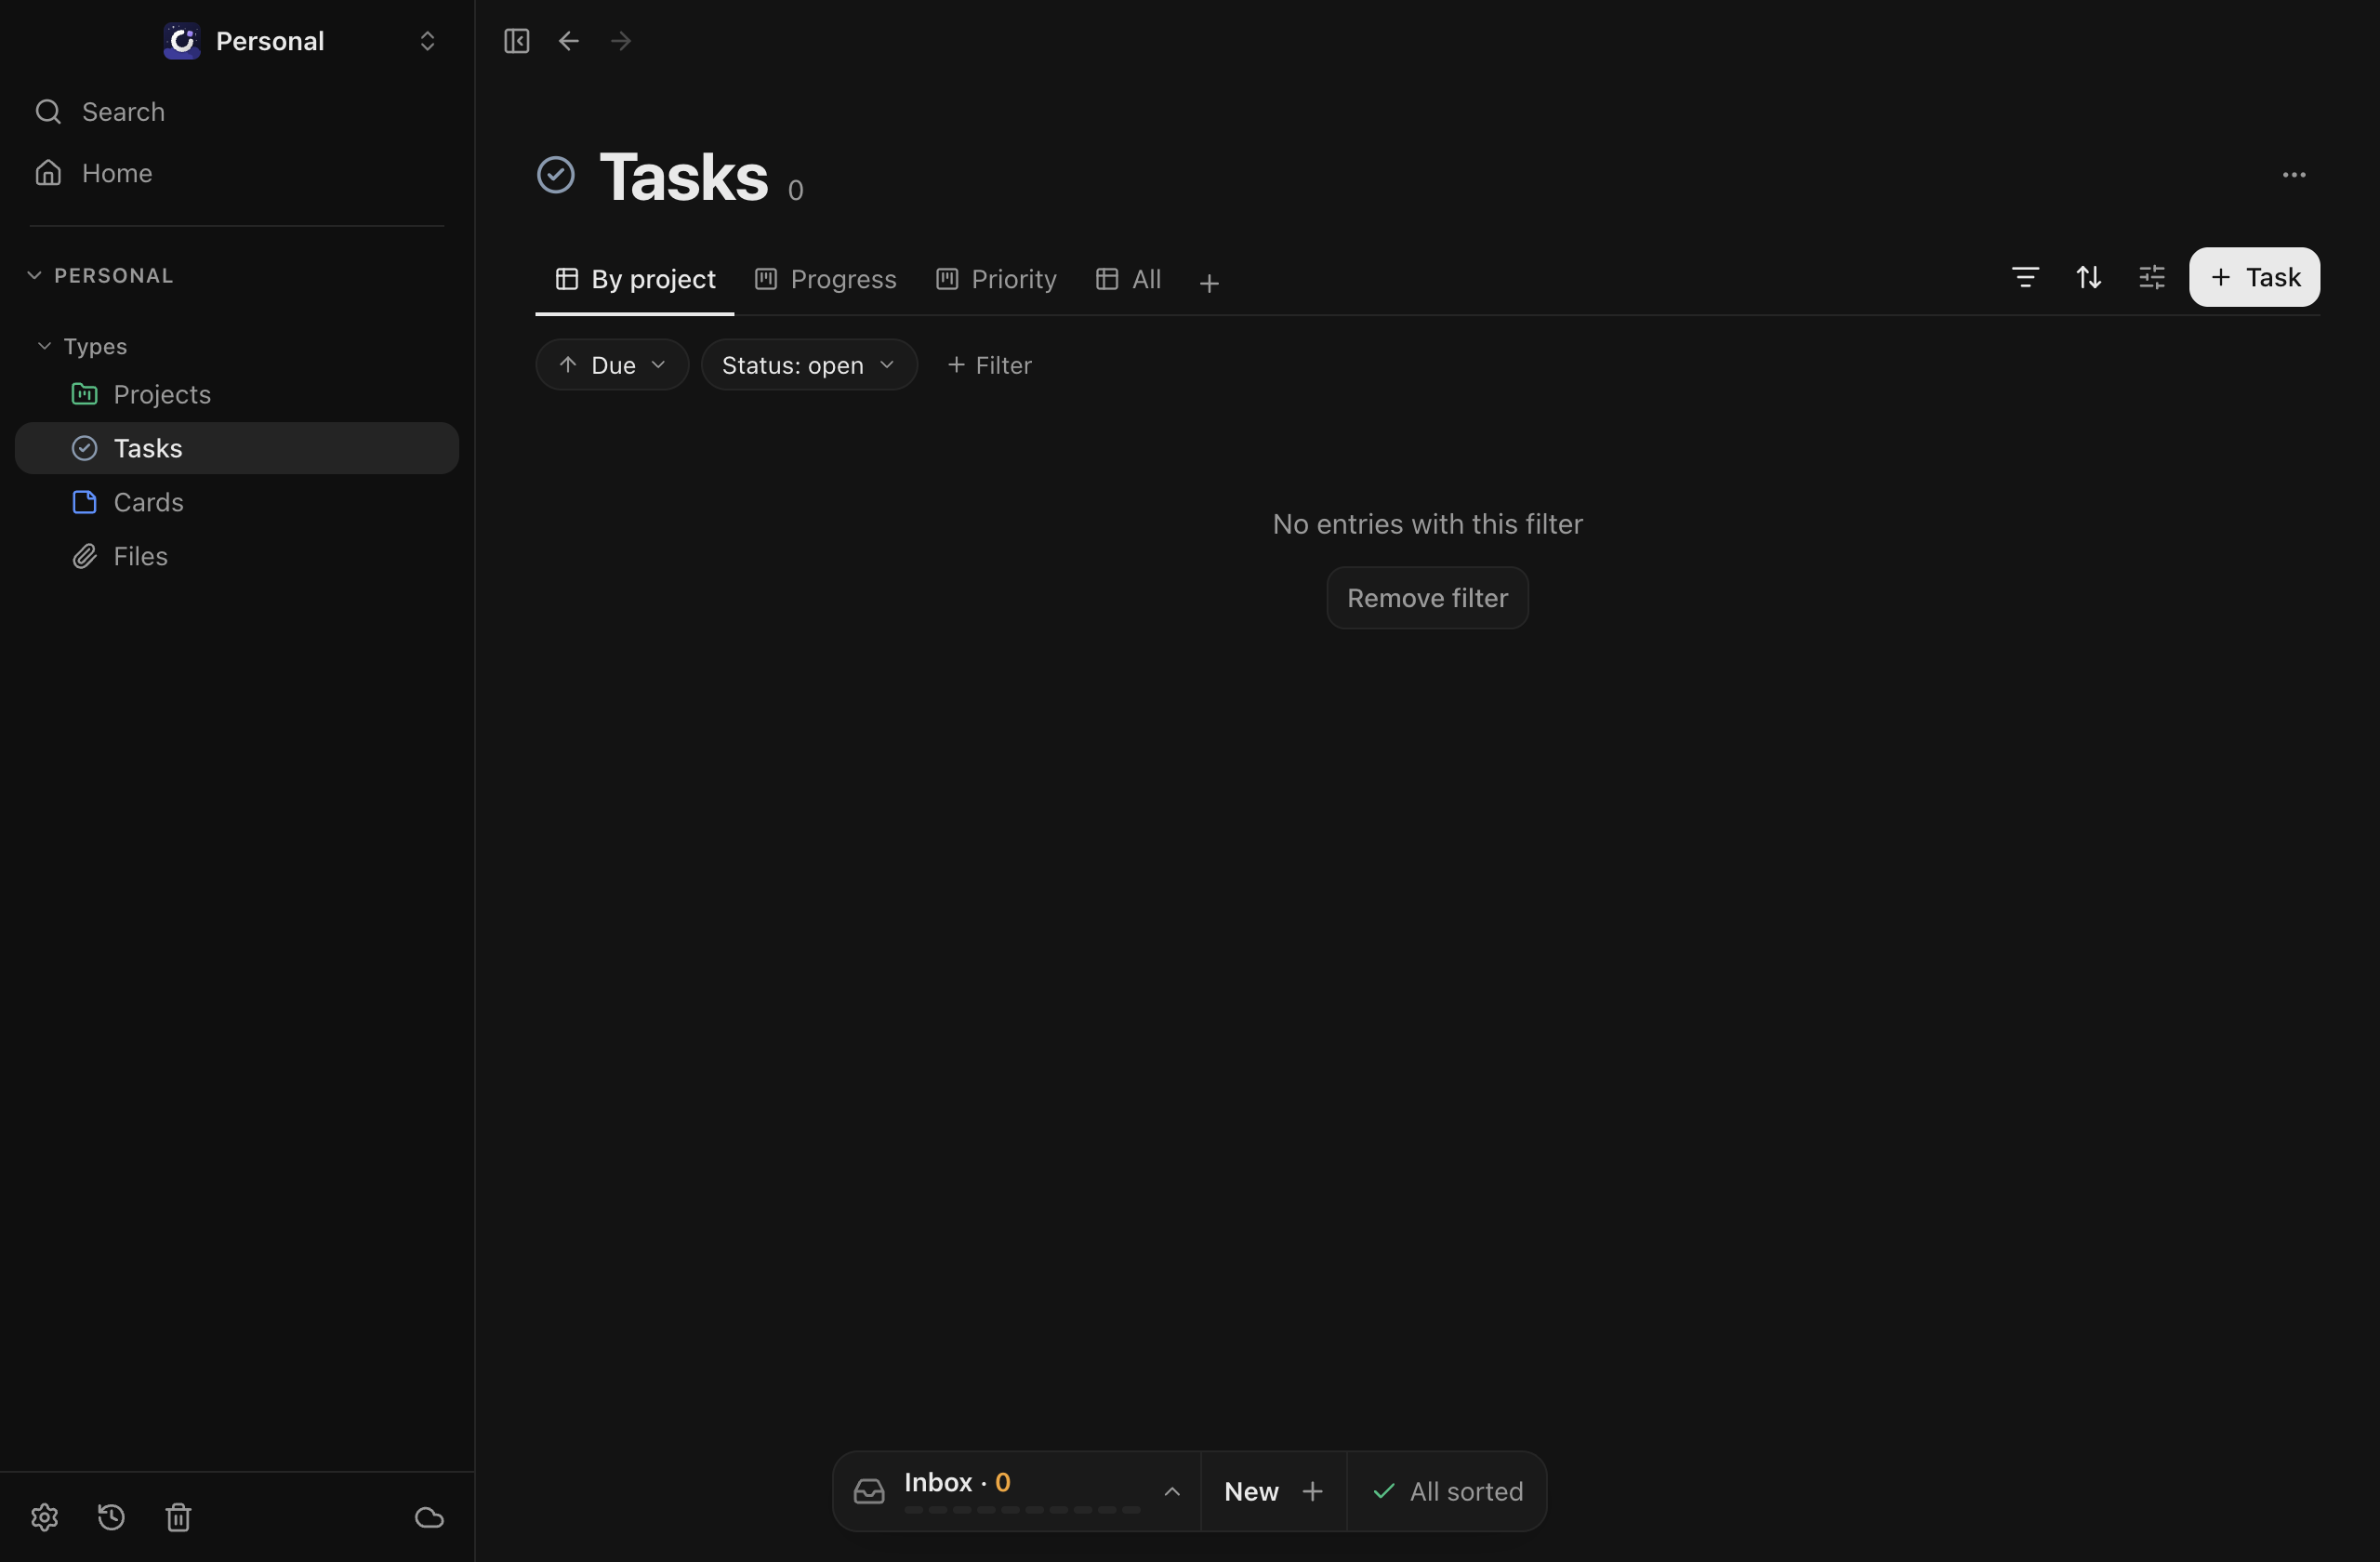 Personal
Search
Home
PERSONAL
Types
Projects
Tasks
Cards
Files
Tasks 0
By project Progress Priority All
Task
Due Status: open Filter
No entries with this filter
Remove filter
Inbox · 0
New
All sorted